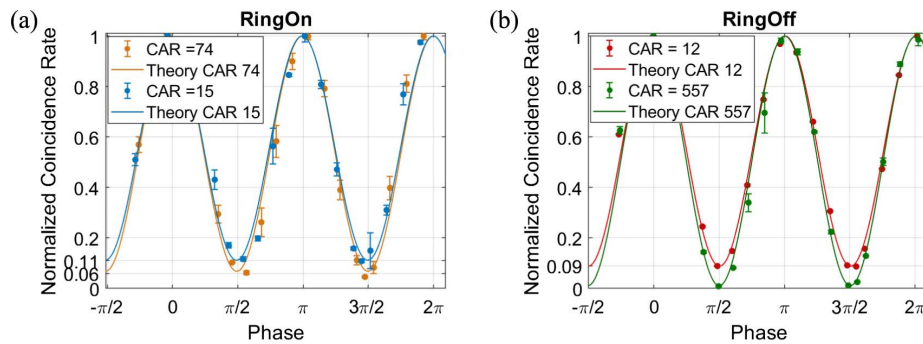 (a)
RingOn
Normalized Coincidence Rate
1
0.8
0.6
0.4
0.2
0.11
0.06
0
CAR =74
Theory CAR 74
CAR =15
Theory CAR 15
-π/2 0 π/2 π 3π/2 2π
Phase
(b)
RingOff
Normalized Coincidence Rate
1
0.8
0.6
0.4
0.2
0.09
0
CAR = 12
Theory CAR 12
CAR = 557
Theory CAR 557
-π/2 0 π/2 π 3π/2 2π
Phase